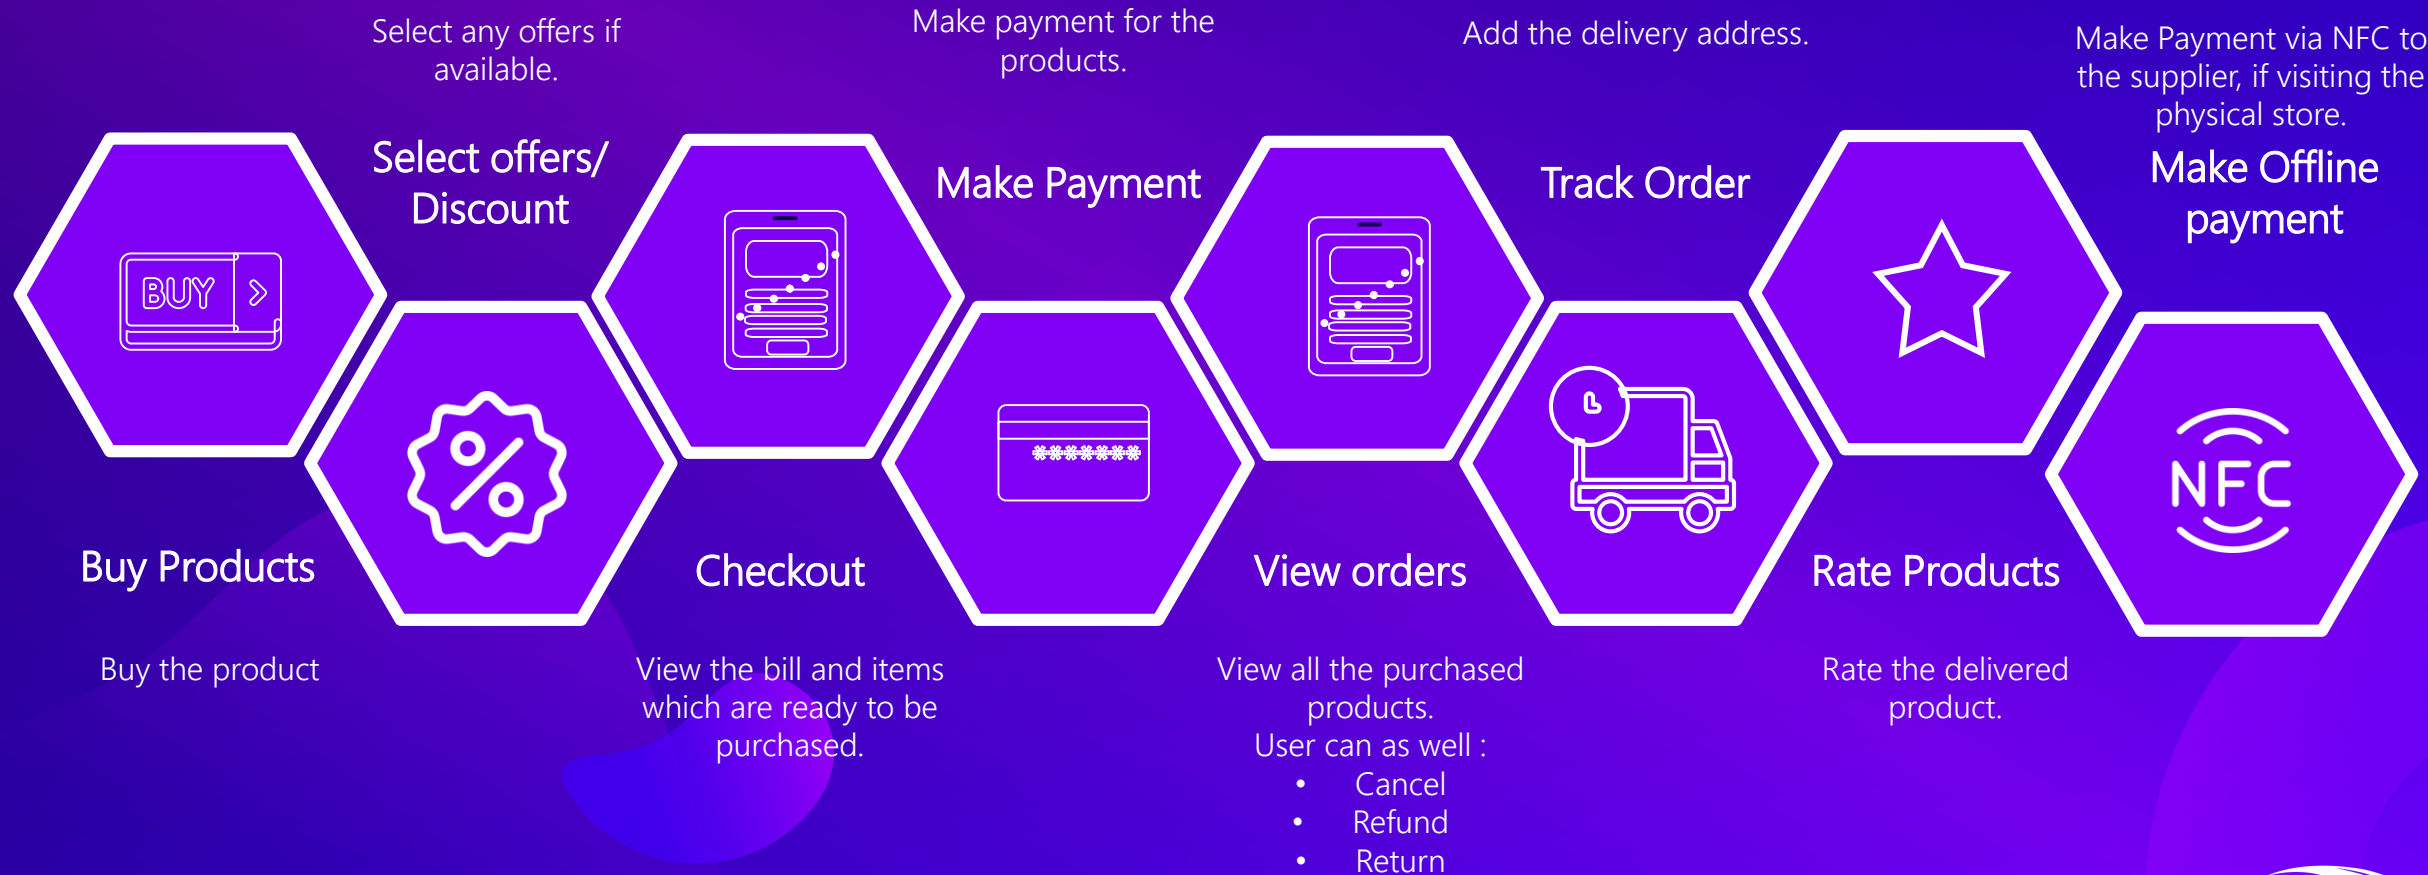 Select any offers if
available.
Make payment for the
products.
Add the delivery address.
Make Payment via NFC to
the supplier, if visiting the
physical store.
Select offers/
Discount
Make Payment
Track Order
Make Offline
payment
BUY
NFC
*******
Buy Products
Checkout
View orders
Rate Products
Buy the product
View the bill and items
which are ready to be
purchased.
View all the purchased
products.
User can as well :
• Cancel
• Refund
• Return
Rate the delivered
product.